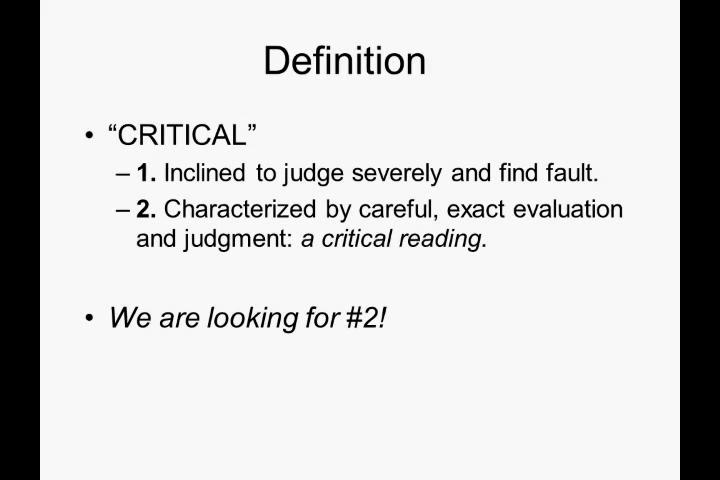 Definition
• “CRITICAL”
– 1. Inclined to judge severely and find fault.
– 2. Characterized by careful, exact evaluation
and judgment: a critical reading.
• We are looking for #2!